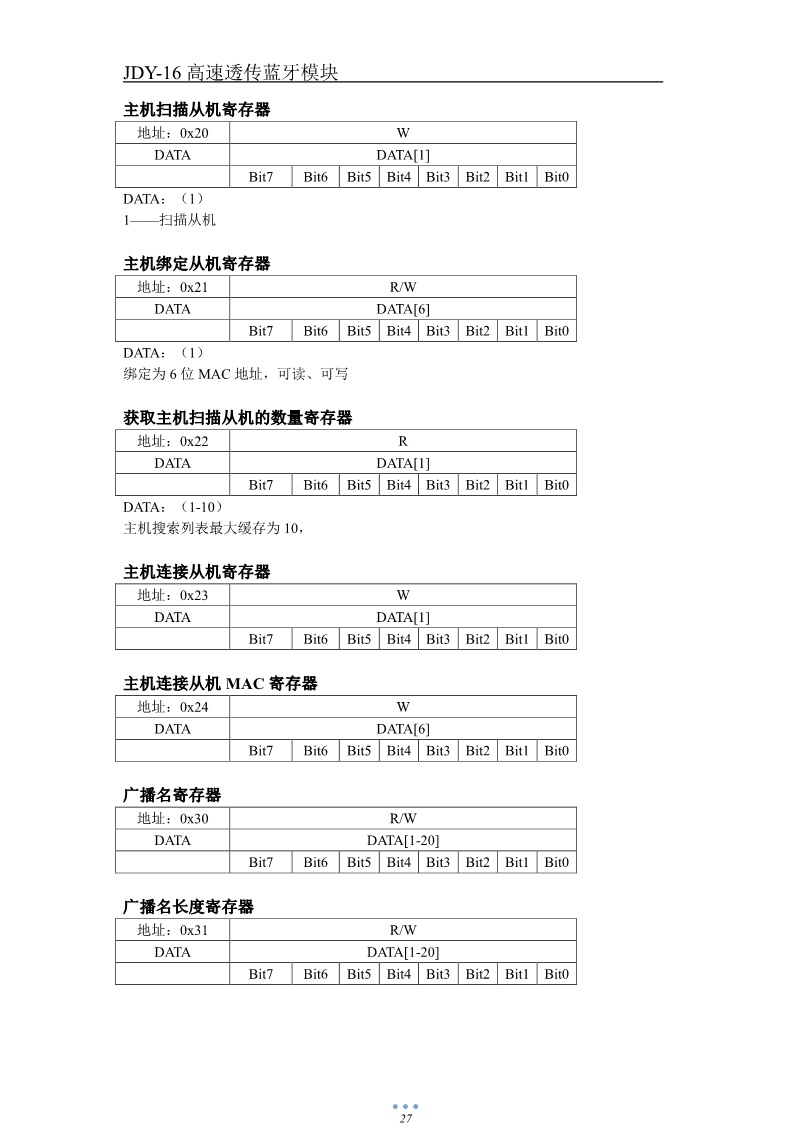 JDY-16 高速透传蓝牙模块
主机扫描从机寄存器
地址：0x20 W
DATA DATA[1]
Bit7 Bit6 Bit5 Bit4 Bit3 Bit2 Bit1 Bit0
DATA：（1）
1——扫描从机
主机绑定从机寄存器
地址：0x21 R/W
DATA DATA[6]
Bit7 Bit6 Bit5 Bit4 Bit3 Bit2 Bit1 Bit0
DATA：（1）
绑定为 6 位 MAC 地址，可读、可写
获取主机扫描从机的数量寄存器
地址：0x22 R
DATA DATA[1]
Bit7 Bit6 Bit5 Bit4 Bit3 Bit2 Bit1 Bit0
DATA：（1-10）
主机搜索列表最大缓存为 10，
主机连接从机寄存器
地址：0x23 W
DATA DATA[1]
Bit7 Bit6 Bit5 Bit4 Bit3 Bit2 Bit1 Bit0
主机连接从机 MAC 寄存器
地址：0x24 W
DATA DATA[6]
Bit7 Bit6 Bit5 Bit4 Bit3 Bit2 Bit1 Bit0
广播名寄存器
地址：0x30 R/W
DATA DATA[1-20]
Bit7 Bit6 Bit5 Bit4 Bit3 Bit2 Bit1 Bit0
广播名长度寄存器
地址：0x31 R/W
DATA DATA[1-20]
Bit7 Bit6 Bit5 Bit4 Bit3 Bit2 Bit1 Bit0
27